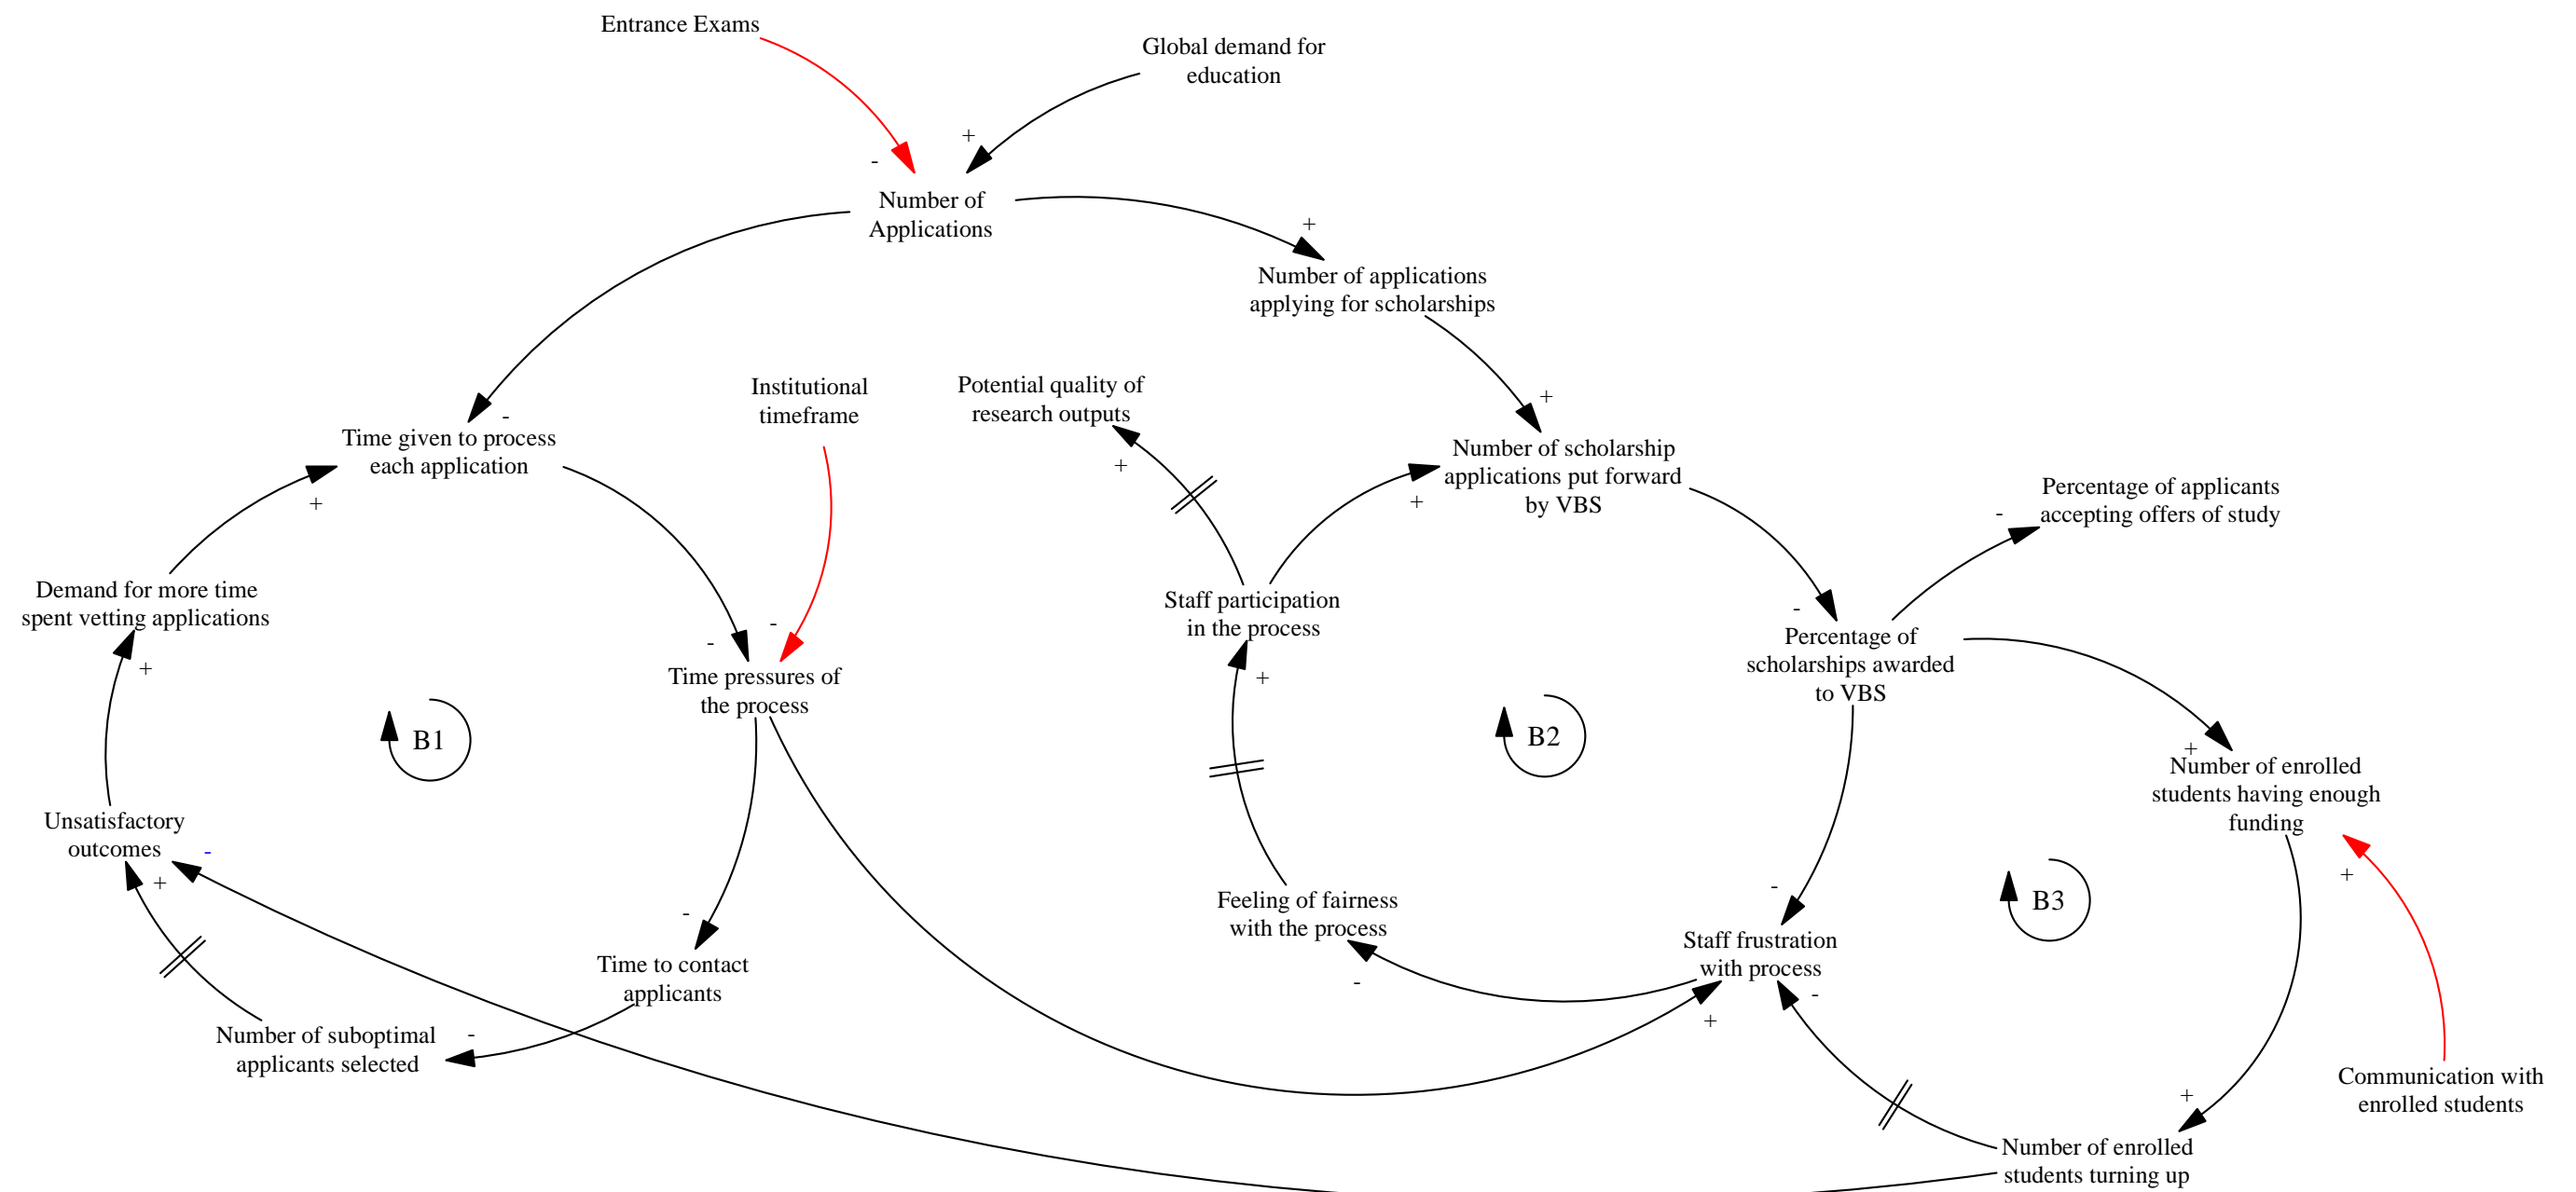 Entrance Exams
Global demand for
education
+
-
Number of
Applications
+
Number of applications
applying for scholarships
Institutional
timeframe
Potential quality of
research outputs
+
-
+
Time given to process
each application
Number of scholarship
applications put forward
by VBS
+
+
Percentage of applicants
accepting offers of study
-
Demand for more time
spent vetting applications
+
Staff participation
in the process
+
-
-
-
Time pressures of
the process
Percentage of
scholarships awarded
to VBS
B1
B2
+
Number of enrolled
students having enough
funding
+
Unsatisfactory
outcomes
-
+
Feeling of fairness
with the process
-
-
B3
-
Staff frustration
with process
-
+
Time to contact
applicants
-
Number of suboptimal
applicants selected
Communication with
enrolled students
+
Number of enrolled
students turning up